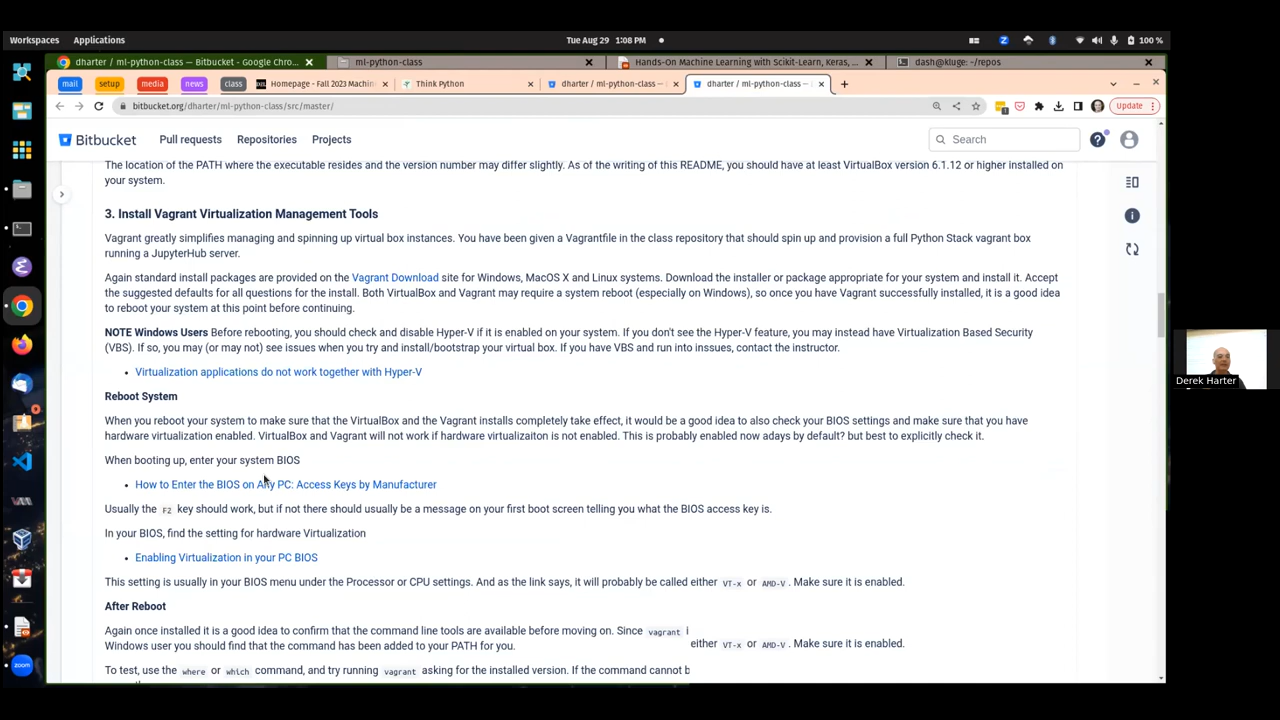 Workspaces Applications Tue Aug 29 1:08 PM 100 %
dharter / ml-python-class — Bitbucket - Google Chro... ml-python-class Hands-On Machine Learning with Scikit-Learn, Keras, ... dash@kluge: ~/repos
mail setup media news class Homepage - Fall 2023 Machin Think Python dharter / ml-python-class — dharter / ml-python-class —
bitbucket.org/dharter/ml-python-class/src/master/ Update
Bitbucket Pull requests Repositories Projects Search
The location of the PATH where the executable resides and the version number may differ slightly. As of the writing of this README, you should have at least VirtualBox version 6.1.12 or higher installed on
your system.
3. Install Vagrant Virtualization Management Tools
Vagrant greatly simplifies managing and spinning up virtual box instances. You have been given a Vagrantfile in the class repository that should spin up and provision a full Python Stack vagrant box
running a JupyterHub server.
Again standard install packages are provided on the Vagrant Download site for Windows, MacOS X and Linux systems. Download the installer or package appropriate for your system and install it. Accept
the suggested defaults for all questions for the install. Both VirtualBox and Vagrant may require a system reboot (especially on Windows), so once you have Vagrant successfully installed, it is a good idea
to reboot your system at this point before continuing.
NOTE Windows Users Before rebooting, you should check and disable Hyper-V if it is enabled on your system. If you don't see the Hyper-V feature, you may instead have Virtualization Based Security
(VBS). If so, you may (or may not) see issues when you try and install/bootstrap your virtual box. If you have VBS and run into inssues, contact the instructor.
• Virtualization applications do not work together with Hyper-V
Reboot System
When you reboot your system to make sure that the VirtualBox and the Vagrant installs completely take effect, it would be a good idea to also check your BIOS settings and make sure that you have
hardware virtualization enabled. VirtualBox and Vagrant will not work if hardware virtualizaiton is not enabled. This is probably enabled now adays by default? but best to explicitly check it.
When booting up, enter your system BIOS
• How to Enter the BIOS on Any PC: Access Keys by Manufacturer
Usually the F2 key should work, but if not there should usually be a message on your first boot screen telling you what the BIOS access key is.
In your BIOS, find the setting for hardware Virtualization
• Enabling Virtualization in your PC BIOS
This setting is usually in your BIOS menu under the Processor or CPU settings. And as the link says, it will probably be called either VT-x or AMD-V. Make sure it is enabled.
After Reboot
Again once installed it is a good idea to confirm that the command line tools are available before moving on. Since vagrant i
either VT-x or AMD-V. Make sure it is enabled.
Windows user you should find that the command has been added to your PATH for you.
To test, use the where or which command, and try running vagrant asking for the installed version. If the command cannot b
Derek Harter
zoom